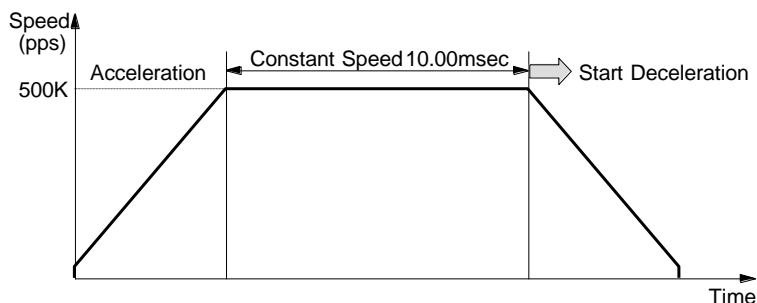 Speed
(pps)
Constant Speed 10.00msec
Acceleration
Start Deceleration
500K
Time